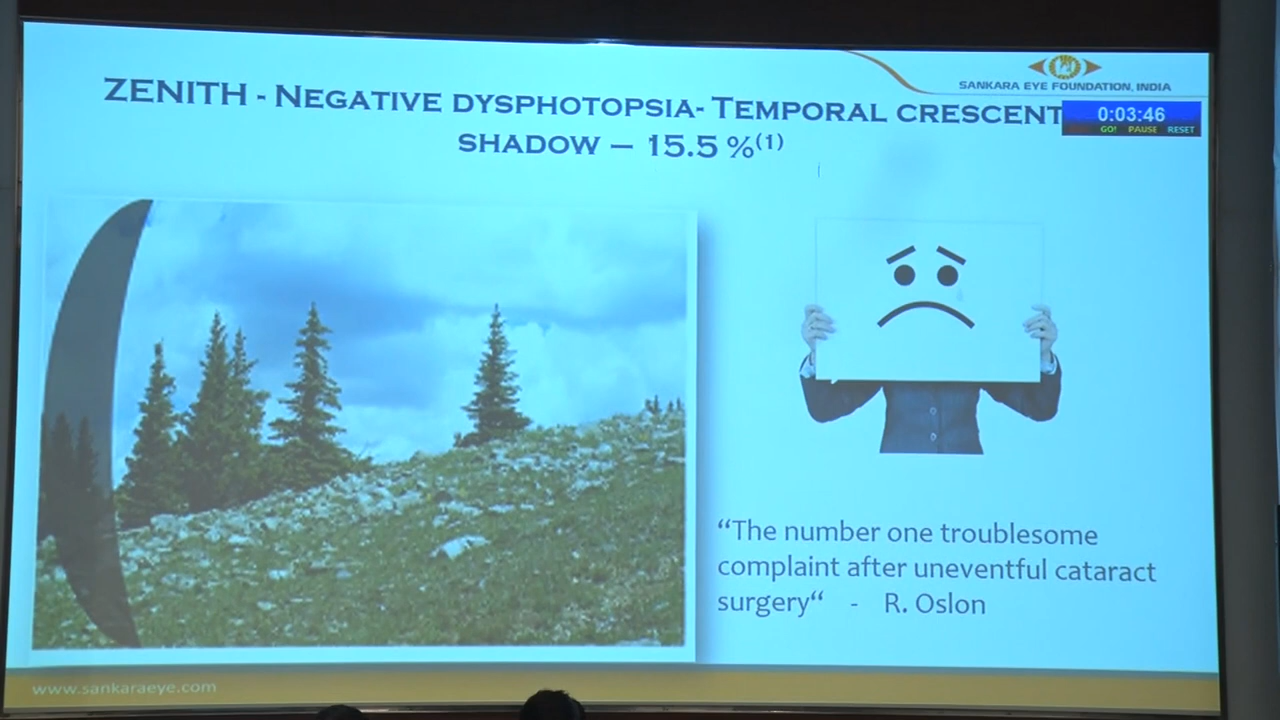 SANKARA EYE FOUNDATION, INDIA
ZENITH - NEGATIVE DYSPHOTOPSIA- TEMPORAL CRESCENT
SHADOW – 15.5 %(1)
0:03:46
GO! PAUSE RESET
“The number one troublesome
complaint after uneventful cataract
surgery“ - R. Oslon
www.sankaraeye.com